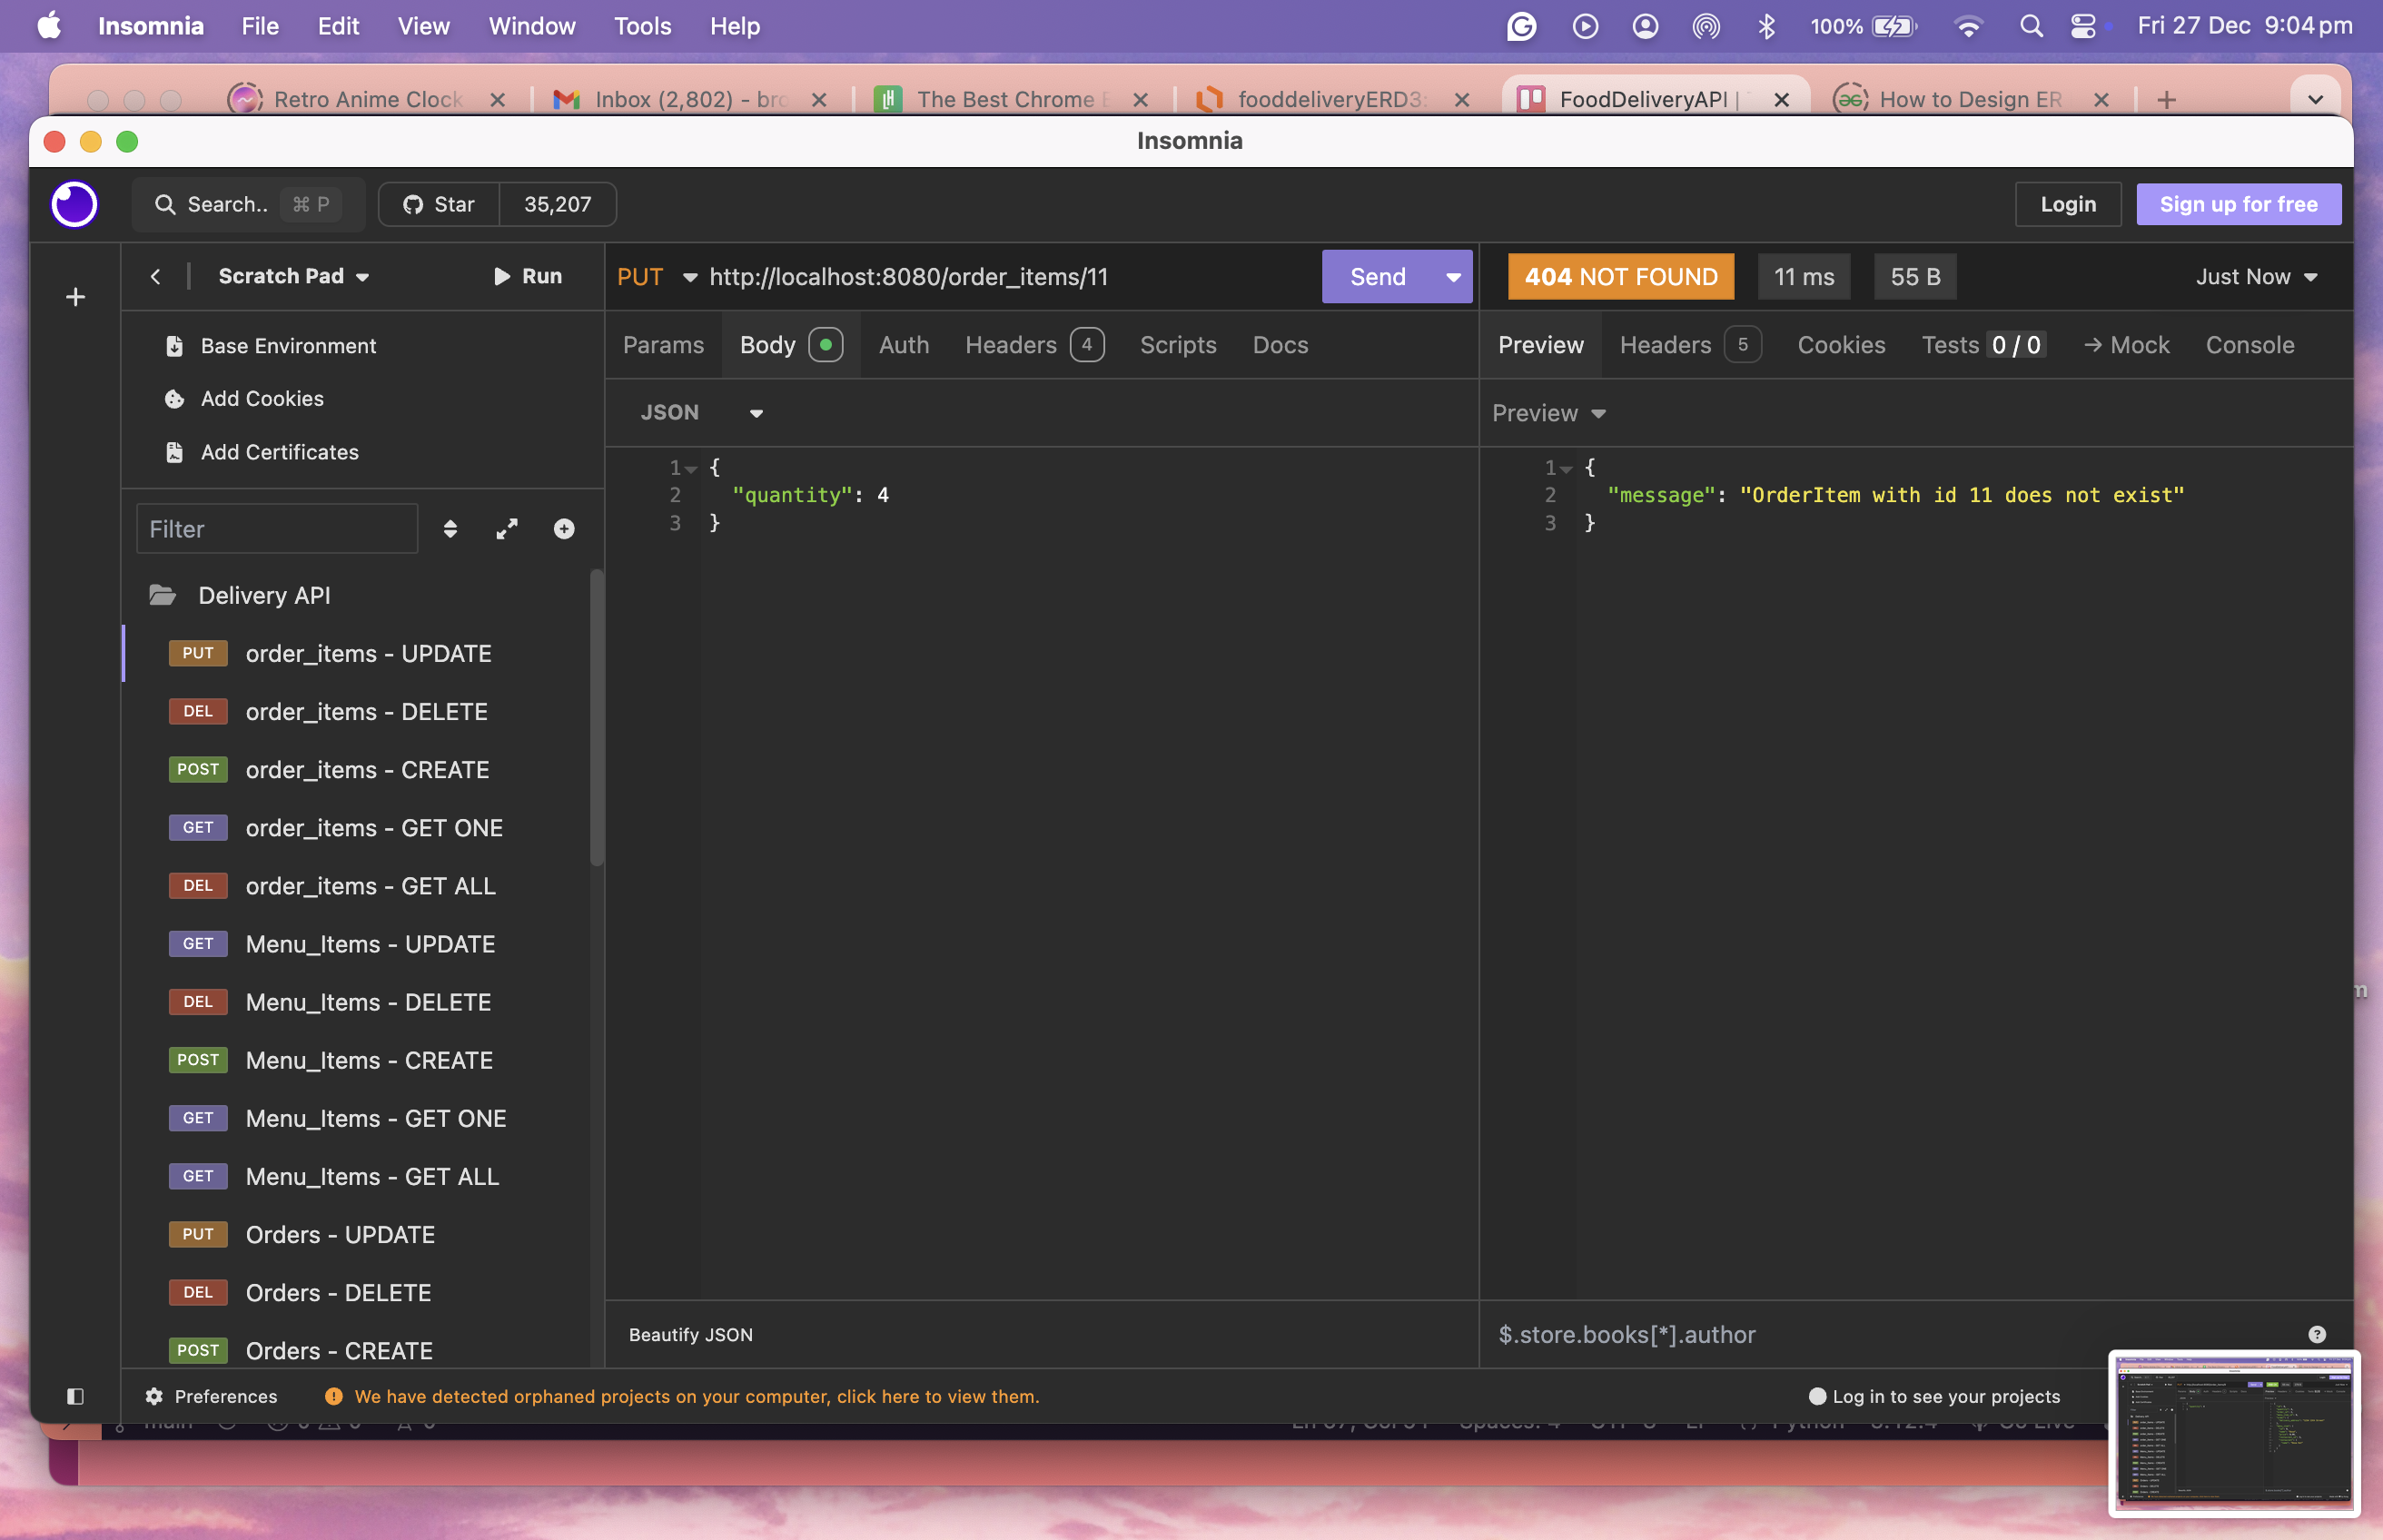 Insomnia File Edit View Window Tools Help 100% Fri 27 Dec 9:04 pm
Retro Anime Clock Inbox (2,802) - bro The Best Chrome E fooddeliveryERD3: FoodDeliveryAPI | How to Design ER
Insomnia
Search.. ⌘ P Star 35,207 Login Sign up for free
Scratch Pad Run PUT http://localhost:8080/order_items/11 Send 404 NOT FOUND 11 ms 55 B Just Now
Params Body Auth Headers 4 Scripts Docs Preview Headers 5 Cookies Tests 0 / 0 → Mock Console
Base Environment
Add Cookies
Add Certificates
JSON
Preview
1 {
2 "quantity": 4
3 }
1 {
2 "message": "OrderItem with id 11 does not exist"
3 }
Filter
Delivery API
PUT order_items - UPDATE
DEL order_items - DELETE
POST order_items - CREATE
GET order_items - GET ONE
DEL order_items - GET ALL
GET Menu_Items - UPDATE
DEL Menu_Items - DELETE
POST Menu_Items - CREATE
GET Menu_Items - GET ONE
GET Menu_Items - GET ALL
PUT Orders - UPDATE
DEL Orders - DELETE
POST Orders - CREATE
Beautify JSON
$.store.books[*].author
Preferences We have detected orphaned projects on your computer, click here to view them. Log in to see your projects